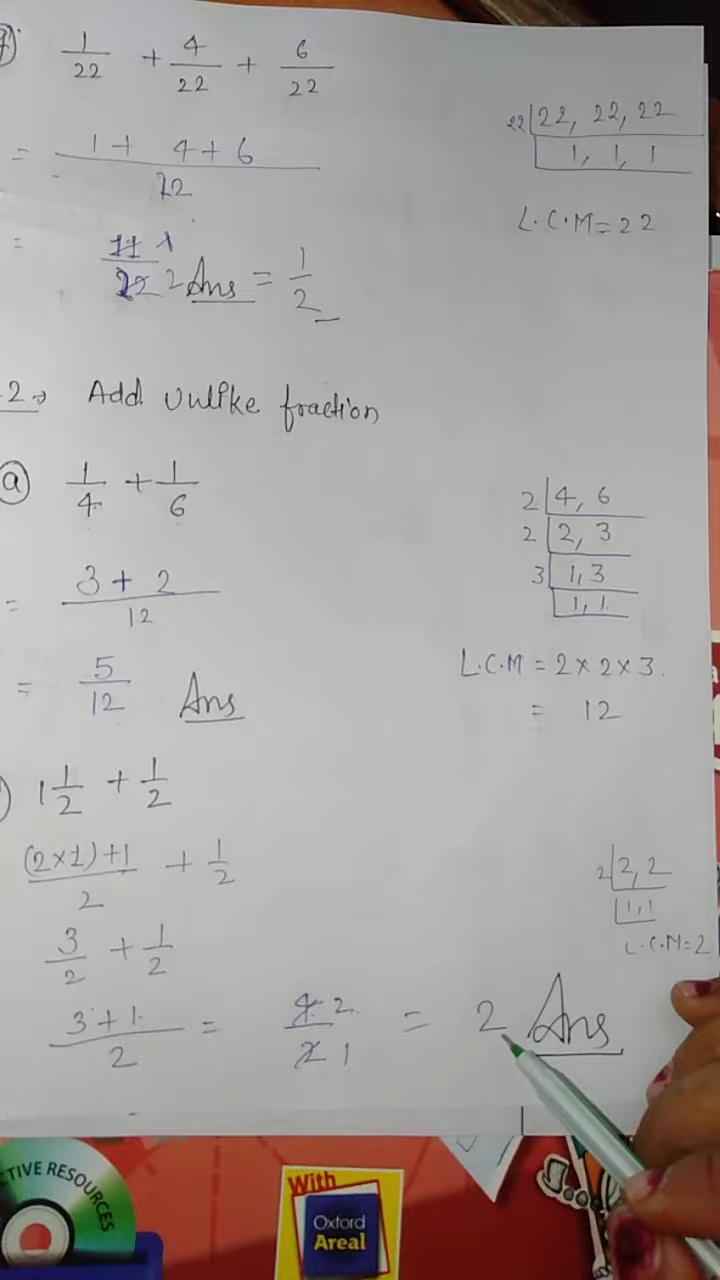 1/22 + 4/22 + 6/22
22 | 22, 22, 22
1, 1, 1
= 1 + 4 + 6 / 22
L.C.M = 22
= 11 1 / 22 2 Ans = 1/2
2→ Add Unlike fraction
(a) 1/4 + 1/6
2 | 4, 6
2 | 2, 3
3 | 1, 3
1, 1
= 3 + 2 / 12
L.C.M = 2 × 2 × 3
= 12
= 5/12 Ans
1 1/2 + 1/2
(2×1)+1 / 2 + 1/2
2 | 2, 2
1, 1
L.C.M = 2
3/2 + 1/2
3+1 / 2 = 4 2 / 2 1 = 2 Ans
TIVE RESOURCES
With
Oxford
Areal